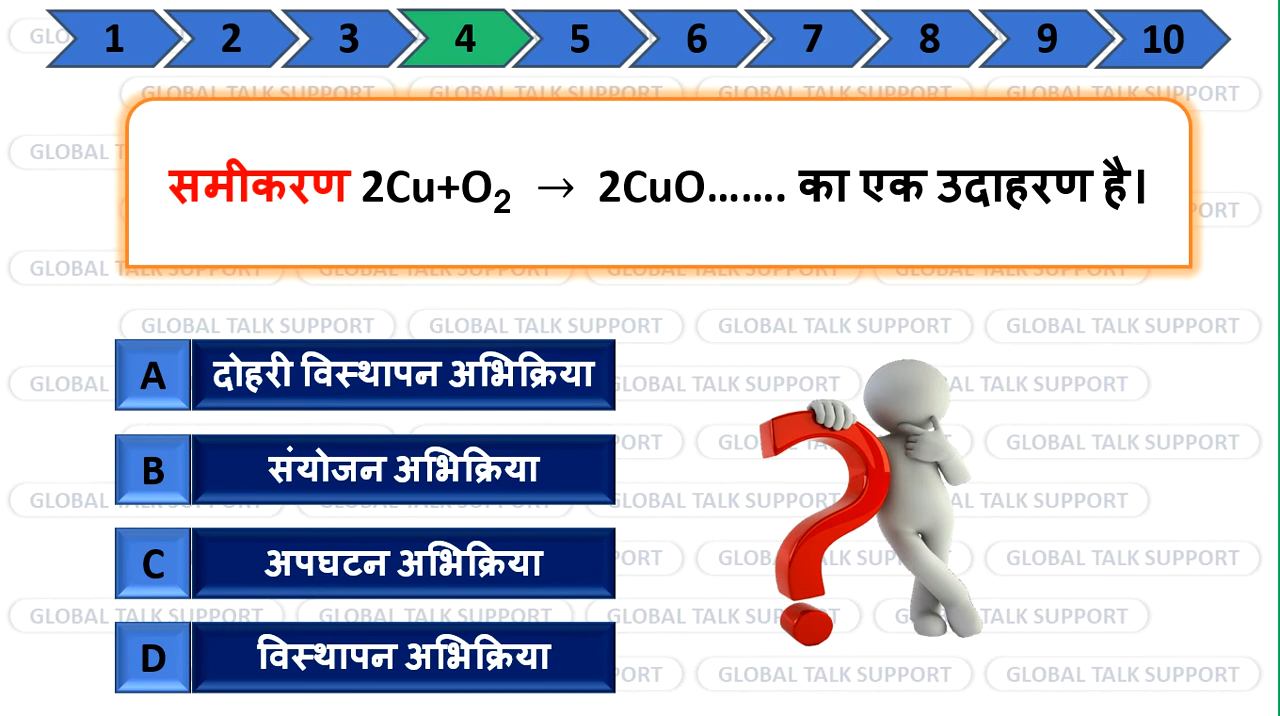 1 2 3 4 5 6 7 8 9 10
समीकरण 2Cu+O₂ → 2CuO……. का एक उदाहरण है।
A दोहरी विस्थापन अभिक्रिया
B संयोजन अभिक्रिया
C अपघटन अभिक्रिया
D विस्थापन अभिक्रिया
GLOBAL TALK SUPPORT